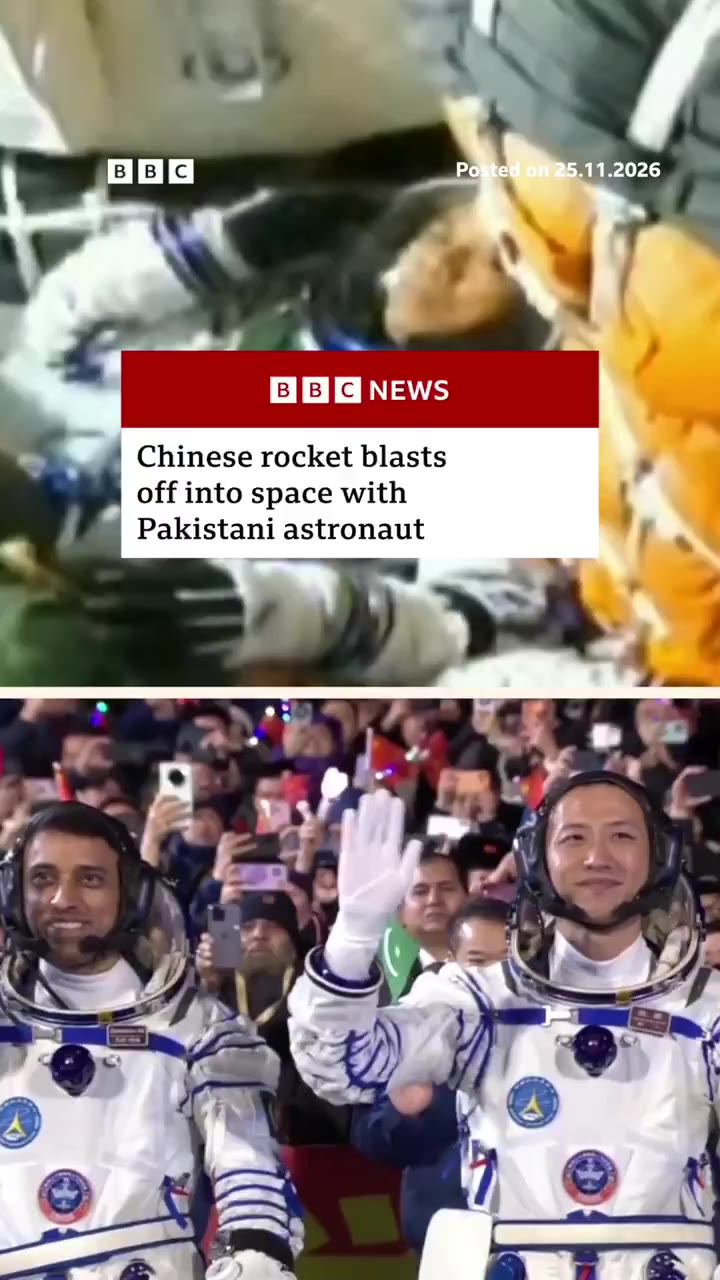 BBC
Posted on 25.11.2026
BBC NEWS
Chinese rocket blasts
off into space with
Pakistani astronaut